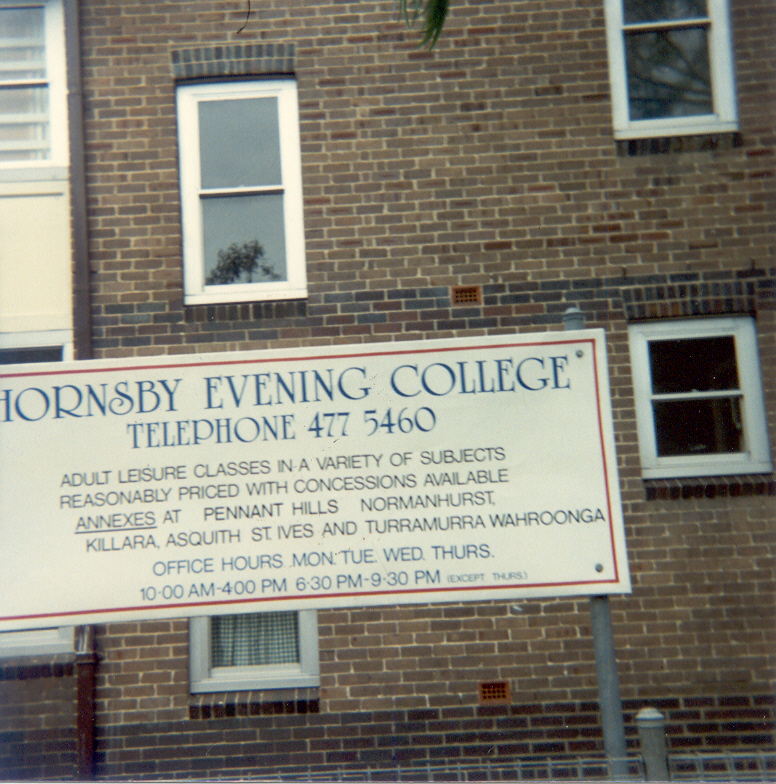 HORNSBY EVENING COLLEGE
TELEPHONE 477 5460
ADULT LEISURE CLASSES IN A VARIETY OF SUBJECTS
REASONABLY PRICED WITH CONCESSIONS AVAILABLE
ANNEXES AT PENNANT HILLS NORMANHURST,
KILLARA, ASQUITH ST. IVES AND TURRAMURRA WAHROONGA
OFFICE HOURS MON. TUE. WED. THURS.
10·00 AM-4·00 PM 6·30 PM-9·30 PM (EXCEPT THURS.)